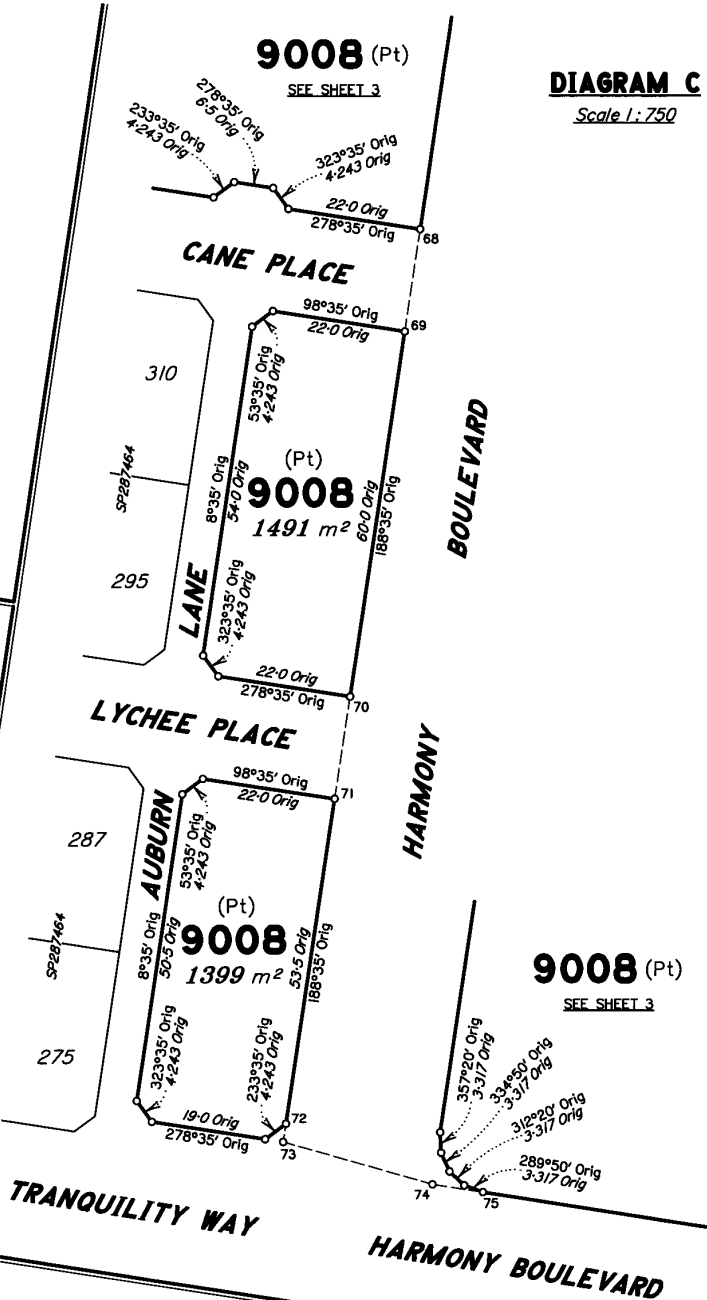 9008 (Pt)
SEE SHEET 3
DIAGRAM C
Scale 1:750
278°35' Orig
6·5 Orig
233°35' Orig
4·243 Orig
323°35' Orig
4·243 Orig
22·0 Orig
278°35' Orig
68
CANE PLACE
98°35' Orig
22·0 Orig
69
53°35' Orig
4·243 Orig
310
SP287464
295
(Pt)
9008
1491 m²
8°35' Orig
54·0 Orig
60·0 Orig
188°35' Orig
BOULEVARD
LANE
323°35' Orig
4·243 Orig
22·0 Orig
278°35' Orig
70
LYCHEE PLACE
HARMONY
98°35' Orig
22·0 Orig
71
AUBURN
53°35' Orig
4·243 Orig
287
SP287464
275
(Pt)
9008
1399 m²
8°35' Orig
50·5 Orig
53·5 Orig
188°35' Orig
9008 (Pt)
SEE SHEET 3
323°35' Orig
4·243 Orig
233°35' Orig
4·243 Orig
19·0 Orig
278°35' Orig
72
73
357°20' Orig
3·317 Orig
334°50' Orig
3·317 Orig
312°20' Orig
3·317 Orig
289°50' Orig
3·317 Orig
74
75
TRANQUILITY WAY
HARMONY BOULEVARD